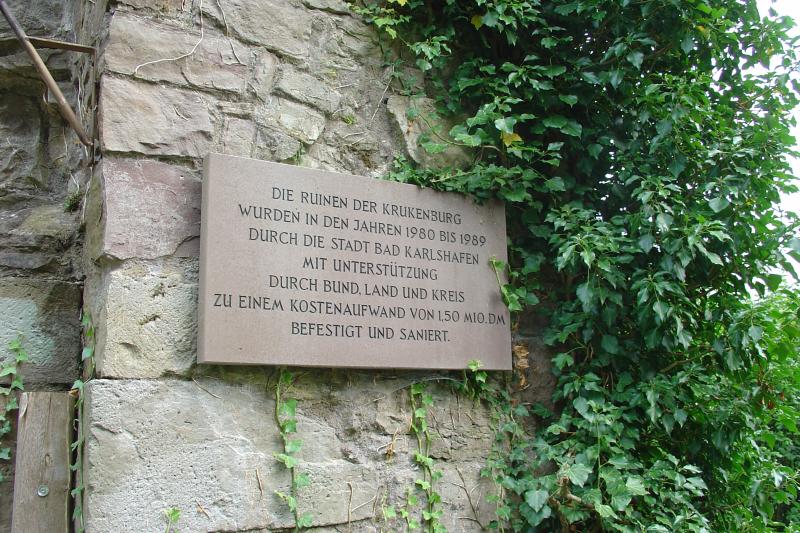 DIE RUINEN DER KRUKENBURG
WURDEN IN DEN JAHREN 1980 BIS 1989
DURCH DIE STADT BAD KARLSHAFEN
MIT UNTERSTÜTZUNG
DURCH BUND, LAND UND KREIS
ZU EINEM KOSTENAUFWAND VON 1,50 MIO. DM
BEFESTIGT UND SANIERT.